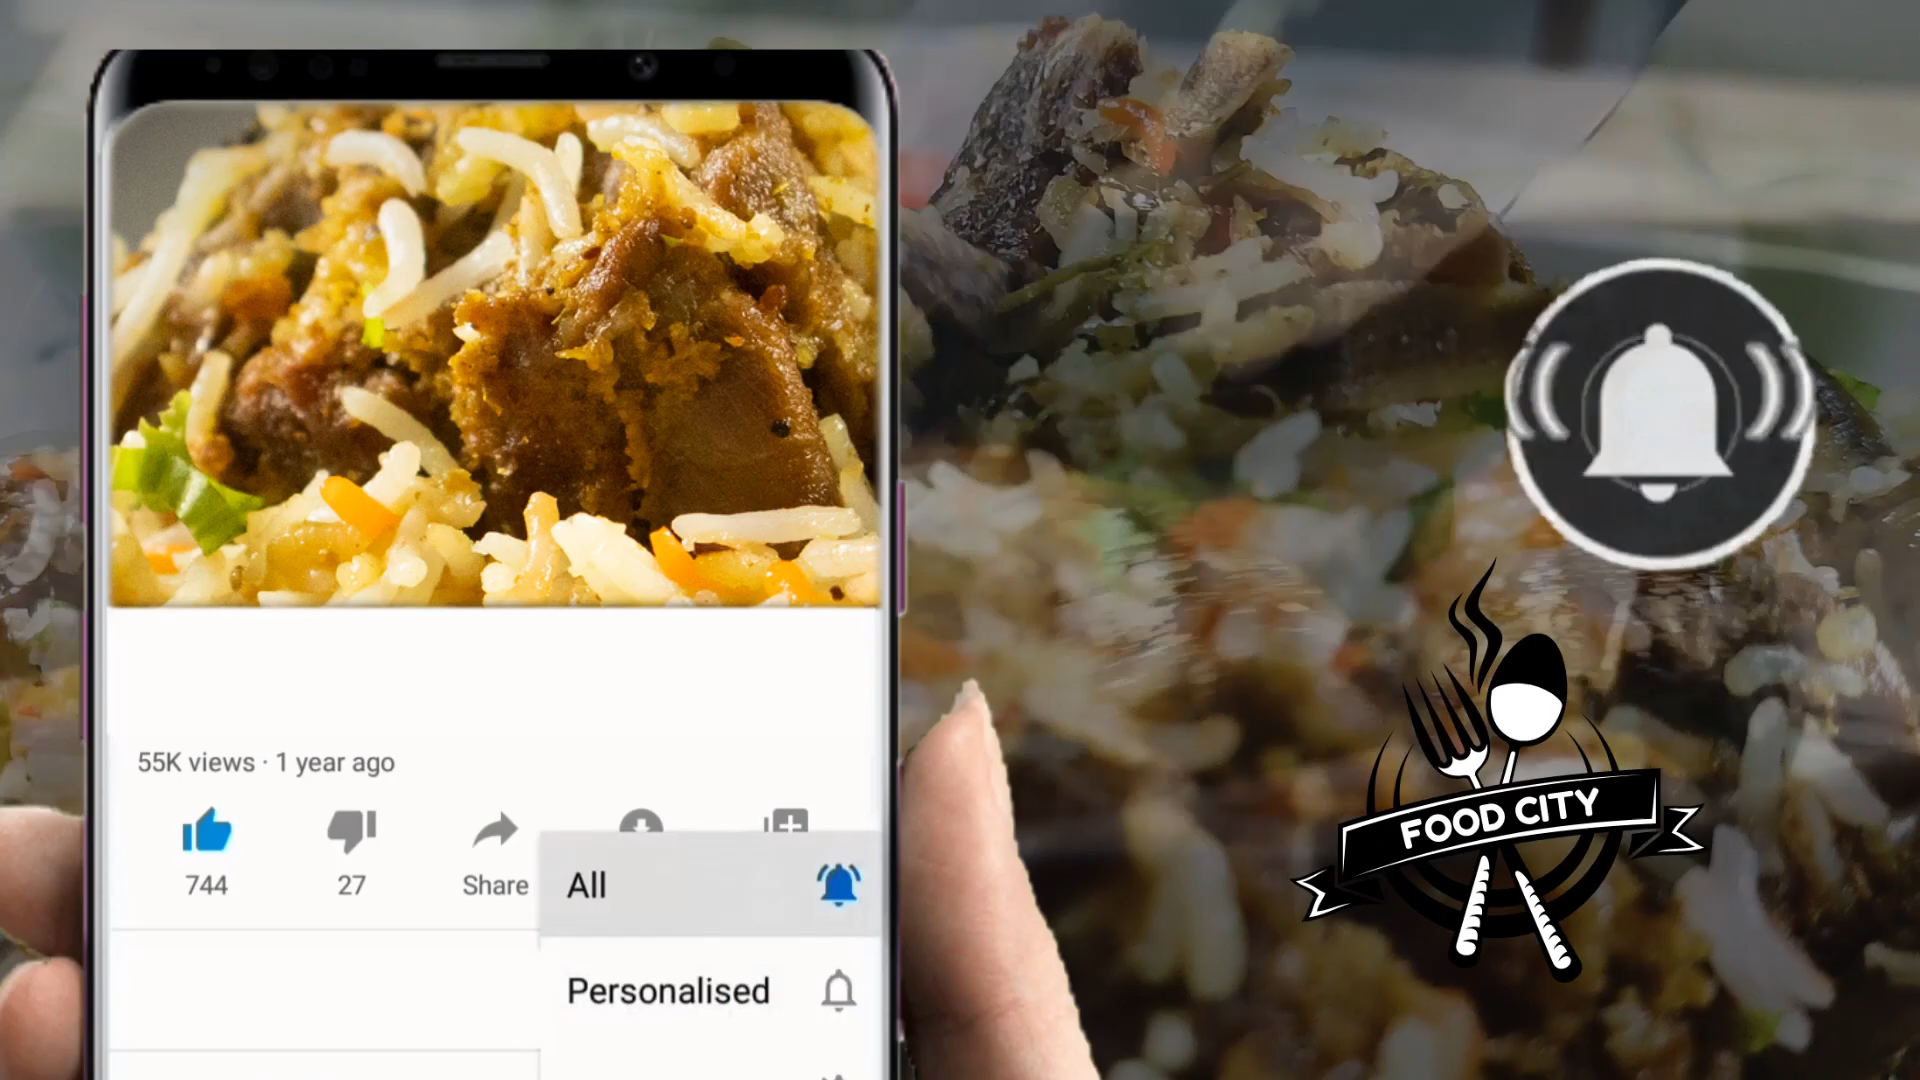 55K views · 1 year ago
744
27
Share
All
Personalised
FOOD CITY